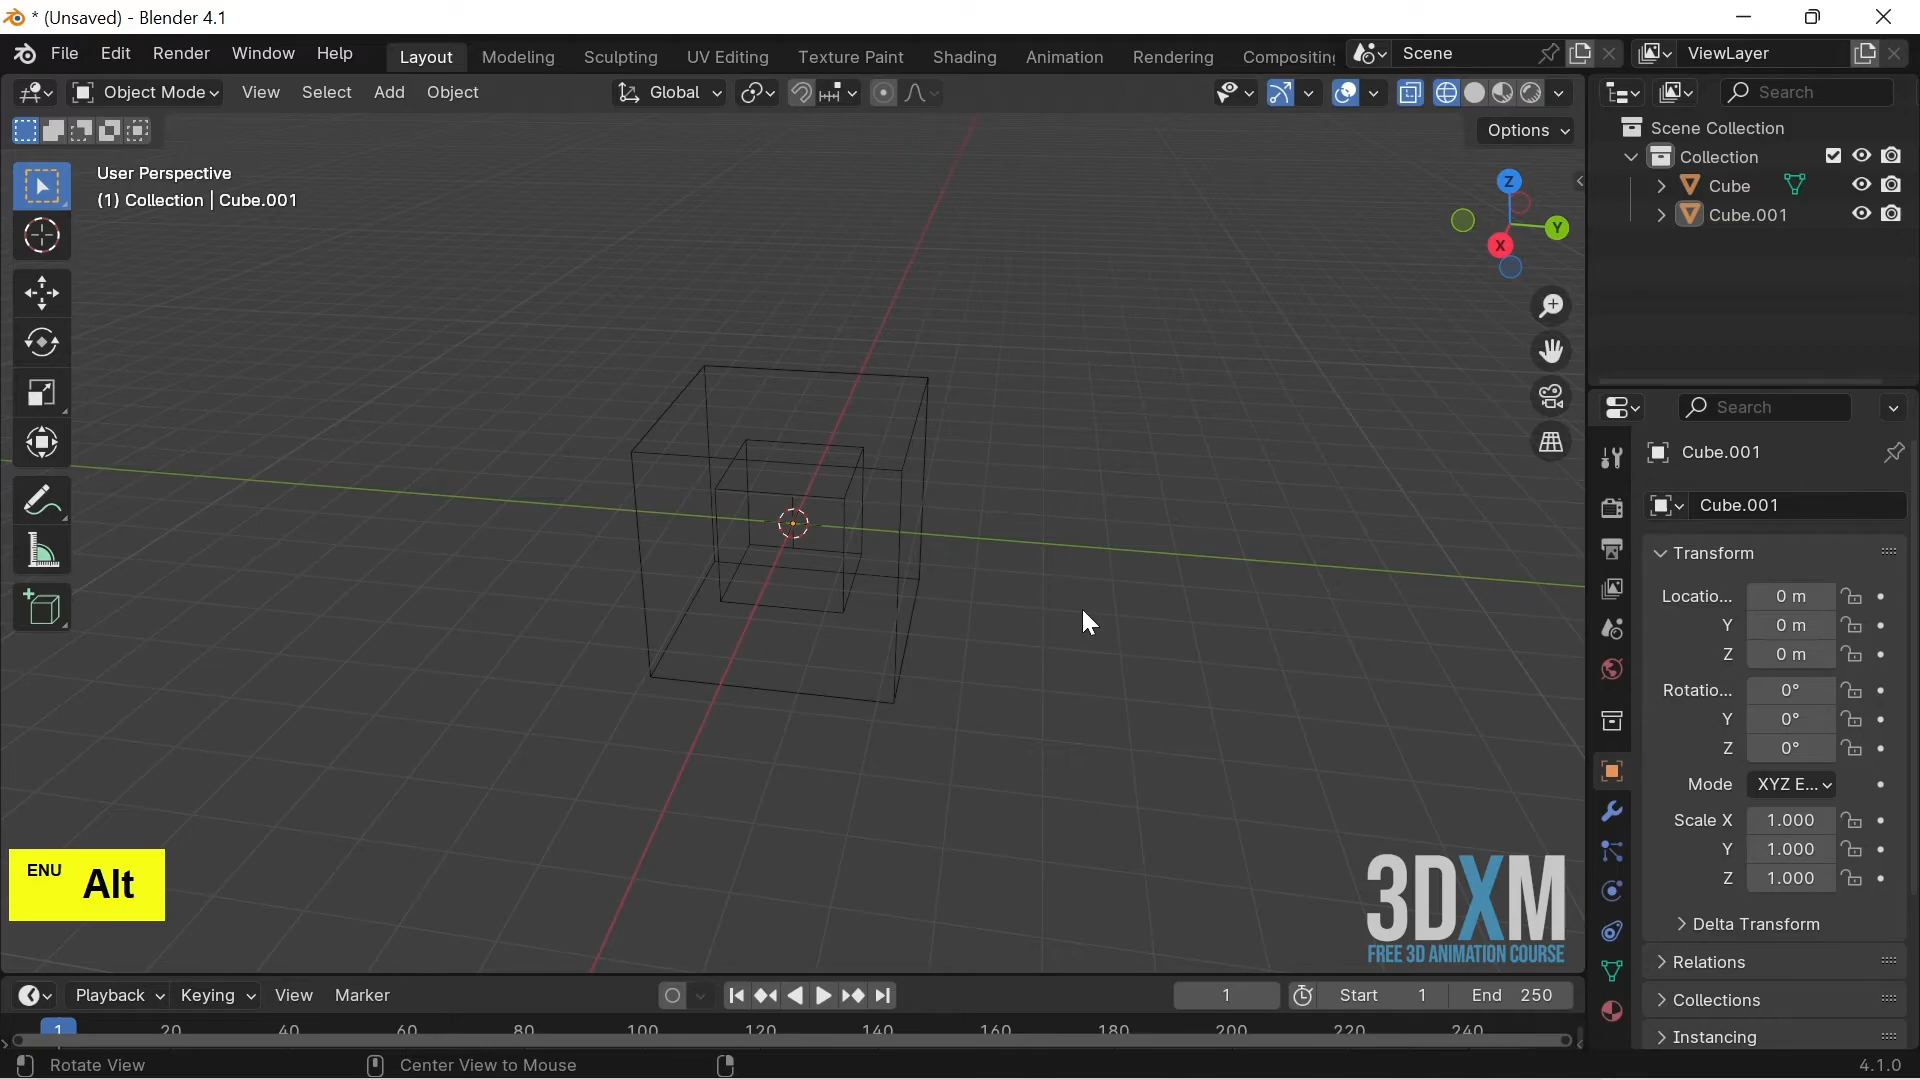 * (Unsaved) - Blender 4.1
File Edit Render Window Help
Layout Modeling Sculpting UV Editing Texture Paint Shading Animation Rendering Compositing
Scene
ViewLayer
Object Mode View Select Add Object
Global
Search
Options
User Perspective
(1) Collection | Cube.001
Z
Y
X
Scene Collection
Collection
Cube
Cube.001
Search
Cube.001
Cube.001
Transform
Locatio... 0 m
Y 0 m
Z 0 m
Rotatio... 0°
Y 0°
Z 0°
Mode XYZ E...
Scale X 1.000
Y 1.000
Z 1.000
Delta Transform
Relations
Collections
Instancing
ENU Alt
3DXM
FREE 3D ANIMATION COURSE
Playback Keying View Marker
1 Start 1 End 250
1 20 40 60 80 100 120 140 160 180 200 220 240
Rotate View Center View to Mouse
4.1.0